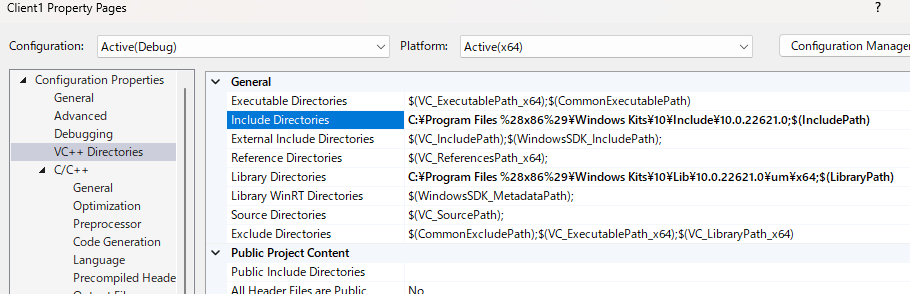 Client1 Property Pages ?
Configuration: Active(Debug) Platform: Active(x64) Configuration Manager
Configuration Properties
General
Advanced
Debugging
VC++ Directories
C/C++
General
Optimization
Preprocessor
Code Generation
Language
Precompiled Heade
General
Executable Directories $(VC_ExecutablePath_x64);$(CommonExecutablePath)
Include Directories C:¥Program Files %28x86%29¥Windows Kits¥10¥Include¥10.0.22621.0;$(IncludePath)
External Include Directories $(VC_IncludePath);$(WindowsSDK_IncludePath);
Reference Directories $(VC_ReferencesPath_x64);
Library Directories C:¥Program Files %28x86%29¥Windows Kits¥10¥Lib¥10.0.22621.0¥um¥x64;$(LibraryPath)
Library WinRT Directories $(WindowsSDK_MetadataPath);
Source Directories $(VC_SourcePath);
Exclude Directories $(CommonExcludePath);$(VC_ExecutablePath_x64);$(VC_LibraryPath_x64)
Public Project Content
Public Include Directories
All Header Files are Public No